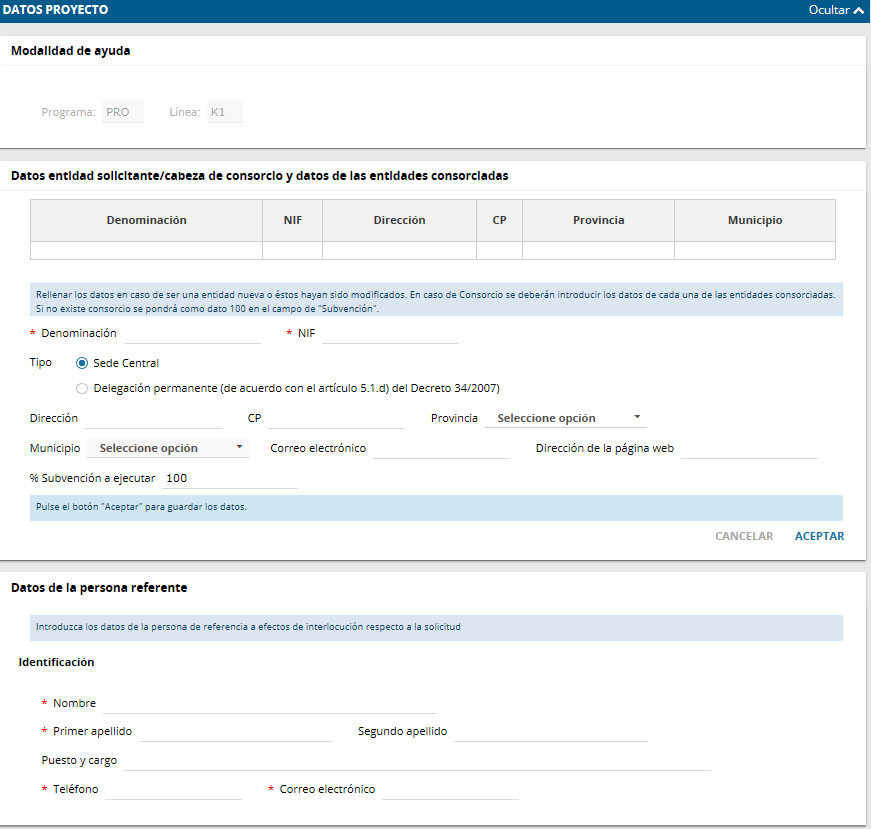 DATOS PROYECTO Ocultar
Modalidad de ayuda
Programa: PRO Línea: K1
Datos entidad solicitante/cabeza de consorcio y datos de las entidades consorciadas
Denominación NIF Dirección CP Provincia Municipio
Rellenar los datos en caso de ser una entidad nueva o éstos hayan sido modificados. En caso de Consorcio se deberán introducir los datos de cada una de las entidades consorciadas.
Si no existe consorcio se pondrá como dato 100 en el campo de "Subvención".
* Denominación * NIF
Tipo Sede Central
Delegación permanente (de acuerdo con el artículo 5.1.d) del Decreto 34/2007)
Dirección CP Provincia Seleccione opción
Municipio Seleccione opción Correo electrónico Dirección de la página web
% Subvención a ejecutar 100
Pulse el botón "Aceptar" para guardar los datos.
CANCELAR ACEPTAR
Datos de la persona referente
Introduzca los datos de la persona de referencia a efectos de interlocución respecto a la solicitud
Identificación
* Nombre
* Primer apellido Segundo apellido
Puesto y cargo
* Teléfono * Correo electrónico